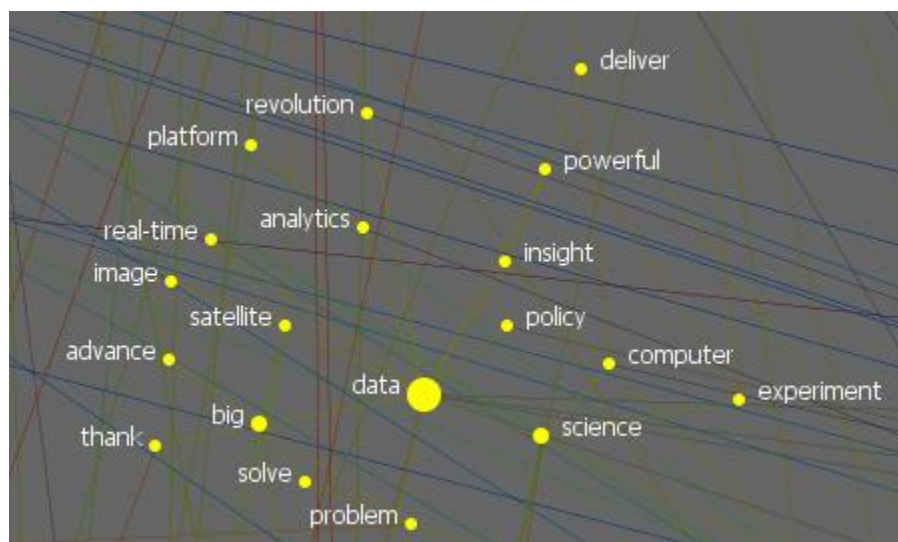 deliver
revolution
platform
powerful
analytics
real-time
insight
image
satellite
policy
advance
computer
data
experiment
big
science
thank
solve
problem